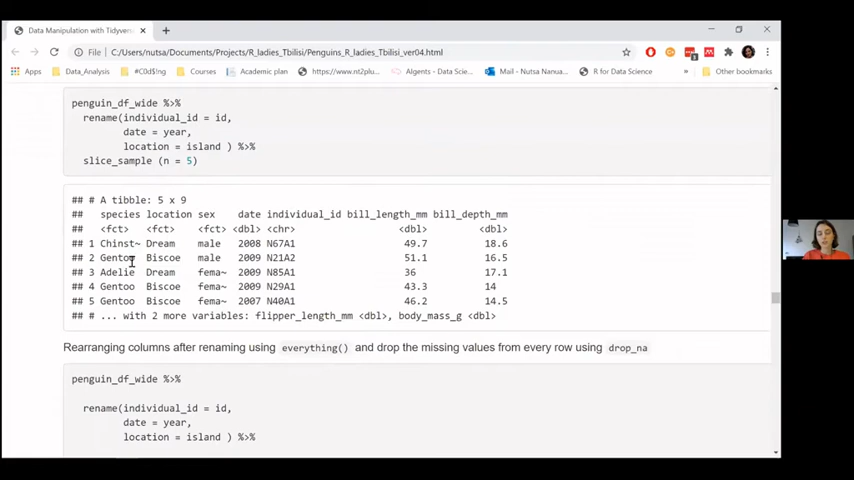 Data Manipulation with Tidyvers
File C:/Users/nutsa/Documents/Projects/R_ladies_Tbilisi/Penguins_R_ladies_Tbilisi_ver04.html
Apps Data_Analysis #C0d$!ng Courses Academic plan https://www.nt2plu... Algents - Data Scie... Mail - Nutsa Nanua... R for Data Science » Other bookmarks
penguin_df_wide %>%
rename(individual_id = id,
date = year,
location = island ) %>%
slice_sample (n = 5)
## # A tibble: 5 x 9
## species location sex date individual_id bill_length_mm bill_depth_mm
## <fct> <fct> <fct> <dbl> <chr> <dbl> <dbl>
## 1 Chinst~ Dream male 2008 N67A1 49.7 18.6
## 2 Gentoo Biscoe male 2009 N21A2 51.1 16.5
## 3 Adelie Dream fema~ 2009 N85A1 36 17.1
## 4 Gentoo Biscoe fema~ 2009 N29A1 43.3 14
## 5 Gentoo Biscoe fema~ 2007 N40A1 46.2 14.5
## # ... with 2 more variables: flipper_length_mm <dbl>, body_mass_g <dbl>
Rearranging columns after renaming using everything() and drop the missing values from every row using drop_na
penguin_df_wide %>%
rename(individual_id = id,
date = year,
location = island ) %>%